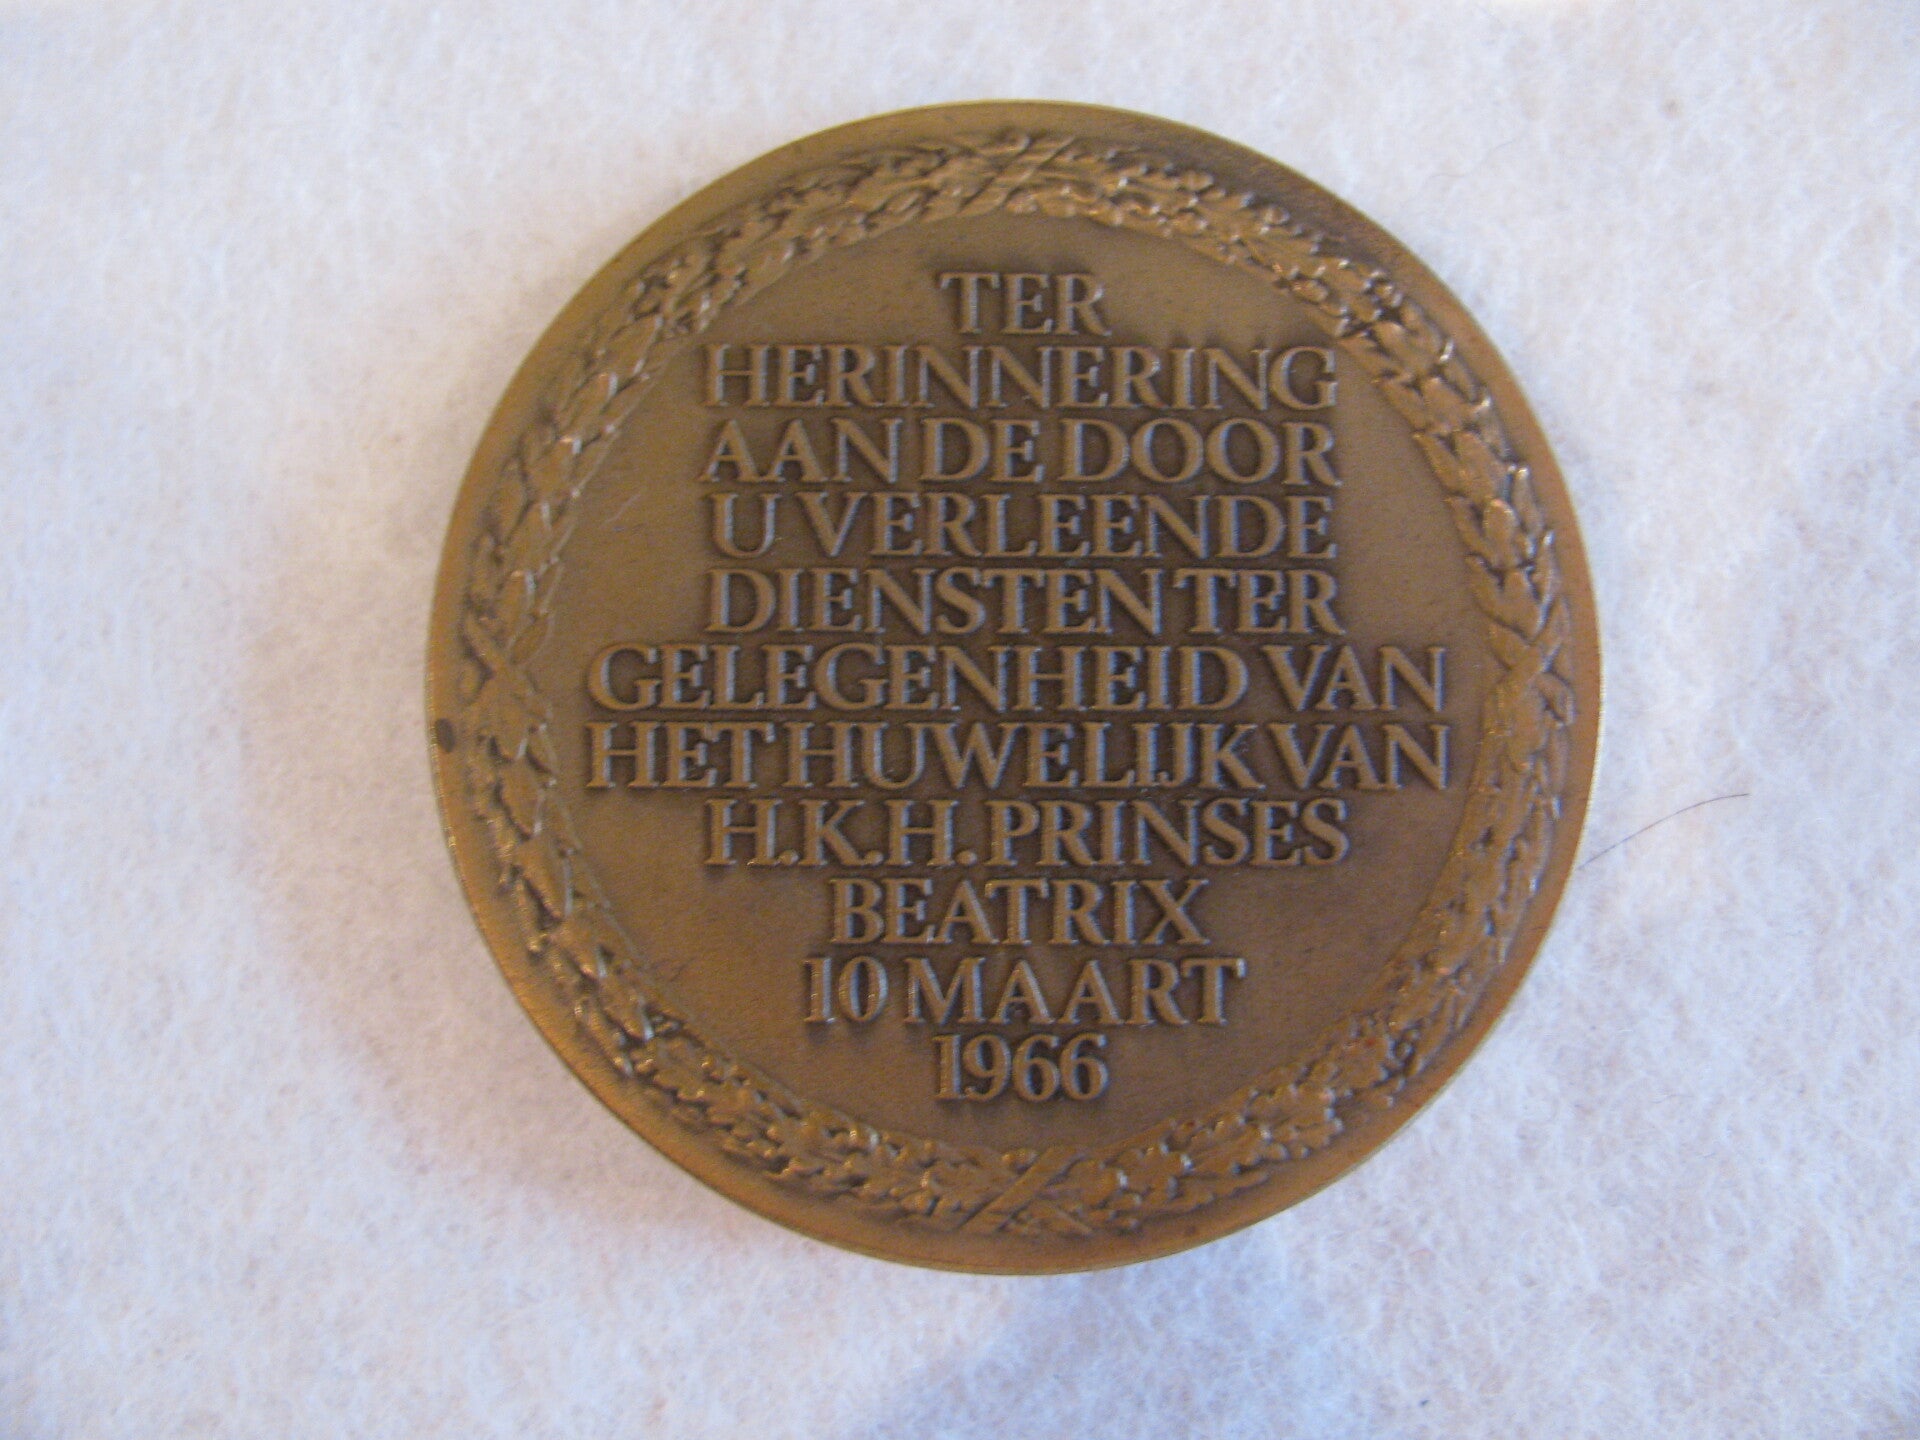 TER
HERINNERING
AAN DE DOOR
U VERLEENDE
DIENSTEN TER
GELEGENHEID VAN
HET HUWELIJK VAN
H.K.H. PRINSES
BEATRIX
10 MAART
1966